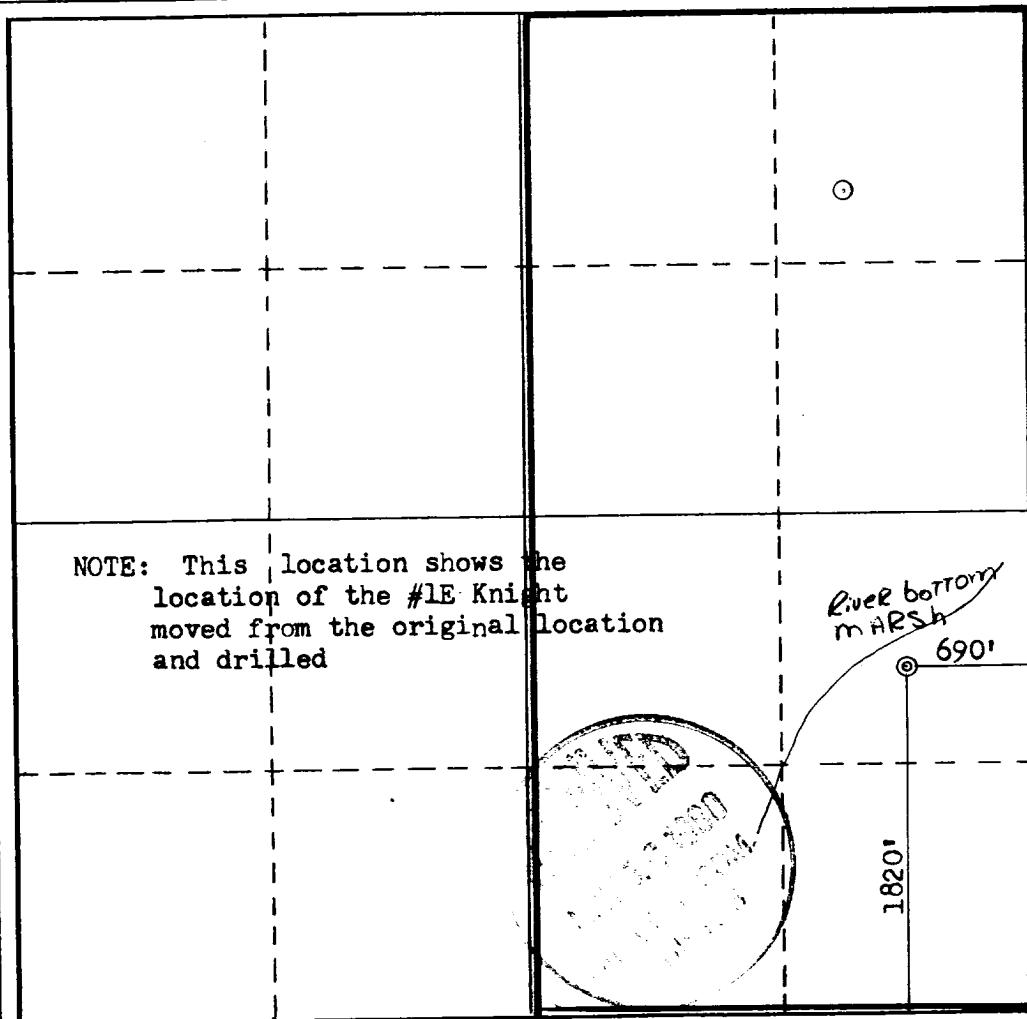 NOTE: This location shows the
location of the #1E Knight
moved from the original location
and drilled
River bottom
MARSh
690'
1820'